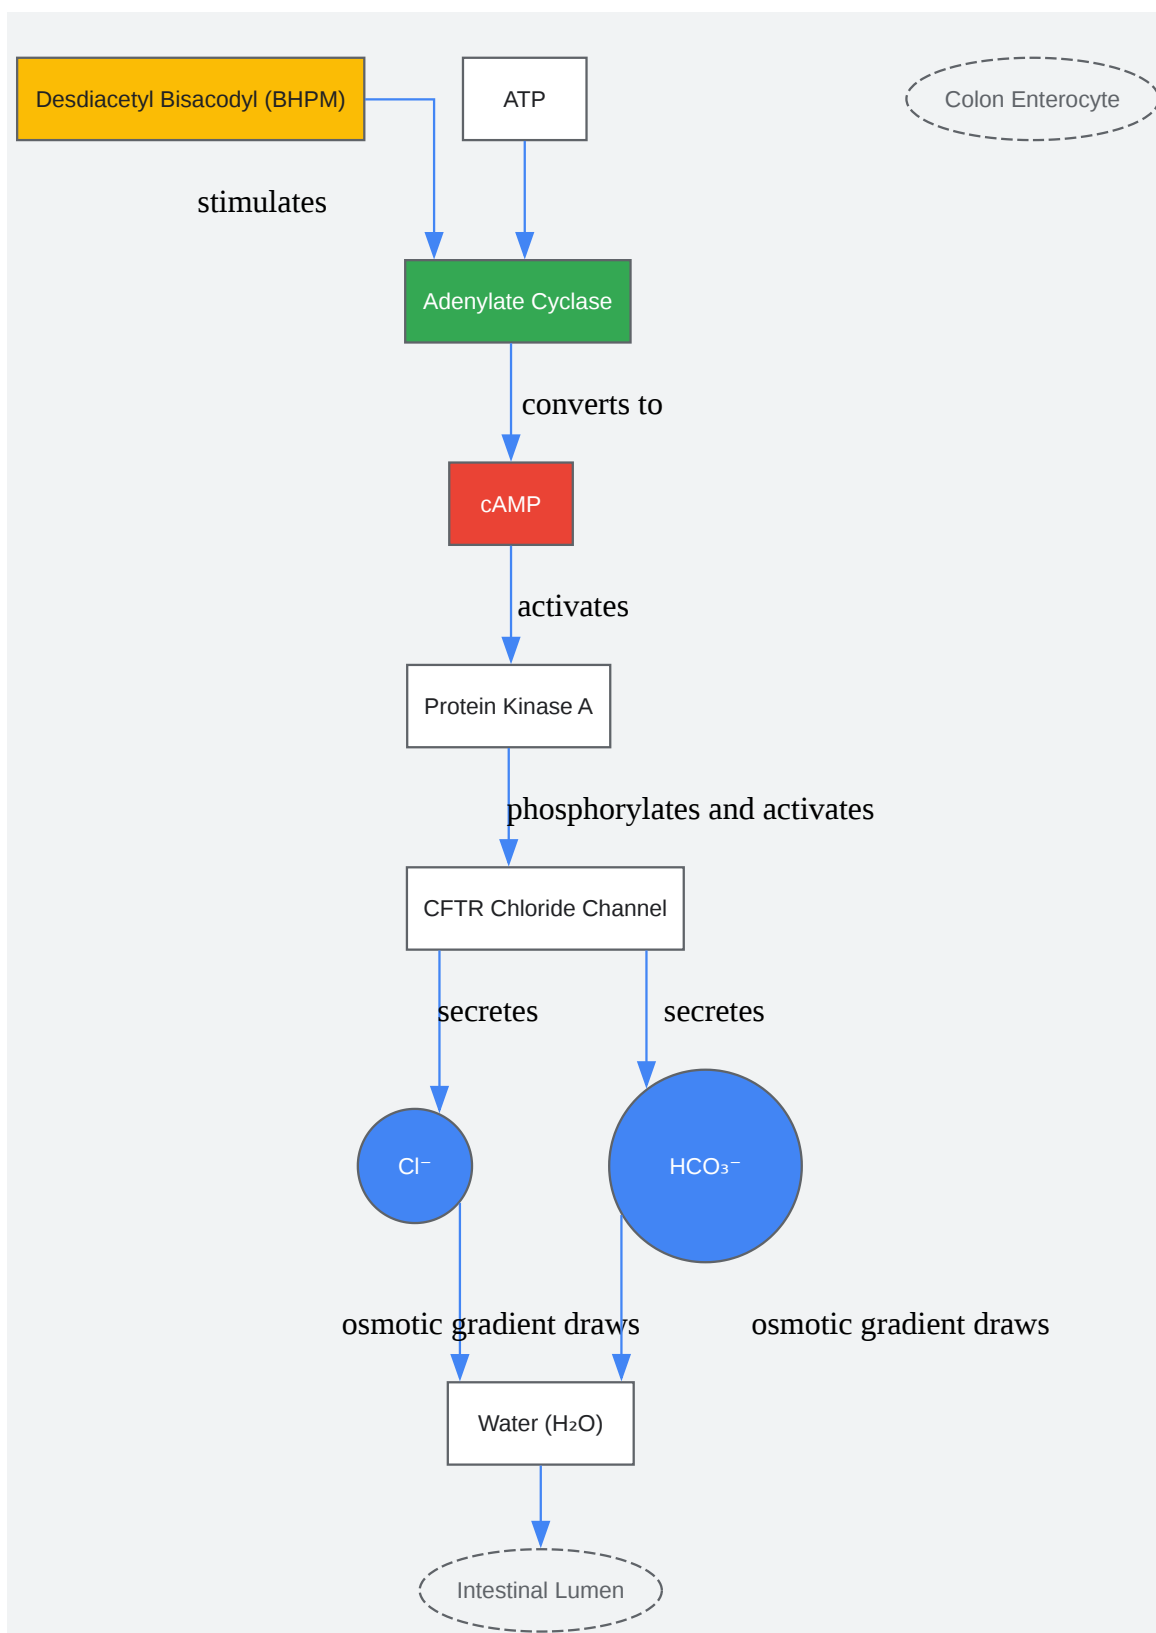 Desdiacetyl Bisacodyl (BHPM)
ATP
Colon Enterocyte
stimulates
Adenylate Cyclase
converts to
cAMP
activates
Protein Kinase A
phosphorylates and activates
CFTR Chloride Channel
secretes
secretes
Cl⁻
HCO₃⁻
osmotic gradient draws
osmotic gradient draws
Water (H₂O)
Intestinal Lumen